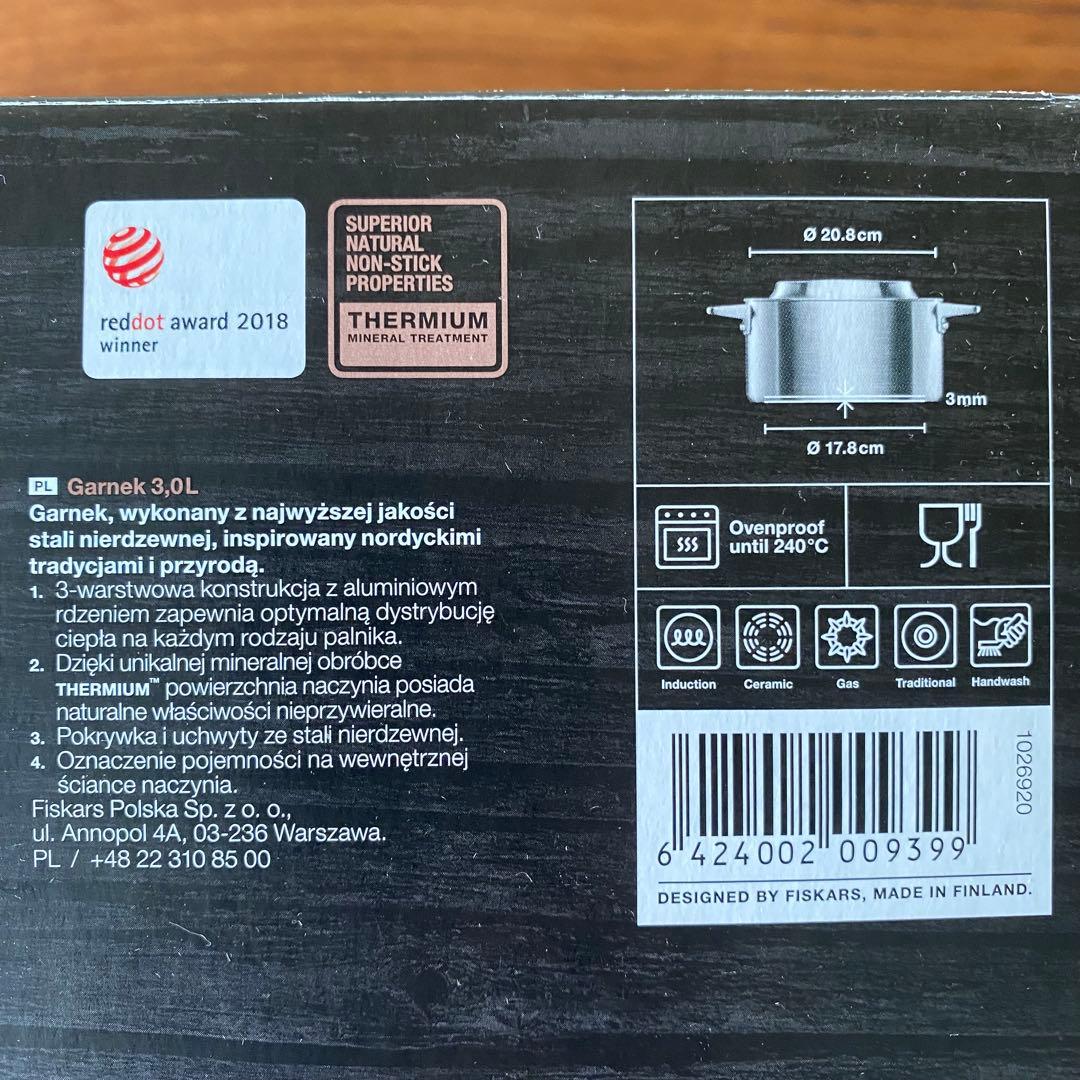 reddot award 2018
winner
SUPERIOR
NATURAL
NON-STICK
PROPERTIES
THERMIUM
MINERAL TREATMENT
Ø 20.8cm
3mm
Ø 17.8cm
PL Garnek 3,0L
Garnek, wykonany z najwyższej jakości
stali nierdzewnej, inspirowany nordyckimi
tradycjami i przyrodą.
1. 3-warstwowa konstrukcja z aluminiowym
rdzeniem zapewnia optymalną dystrybucję
ciepła na każdym rodzaju palnika.
2. Dzięki unikalnej mineralnej obróbce
THERMIUM™ powierzchnia naczynia posiada
naturalne właściwości nieprzywieralne.
3. Pokrywka i uchwyty ze stali nierdzewnej.
4. Oznaczenie pojemności na wewnętrznej
ściance naczynia.
Fiskars Polska Sp. z o. o.,
ul. Annopol 4A, 03-236 Warszawa.
PL / +48 22 310 85 00
Ovenproof
until 240°C
Induction Ceramic Gas Traditional Handwash
1026920
6 424002 009399
DESIGNED BY FISKARS, MADE IN FINLAND.